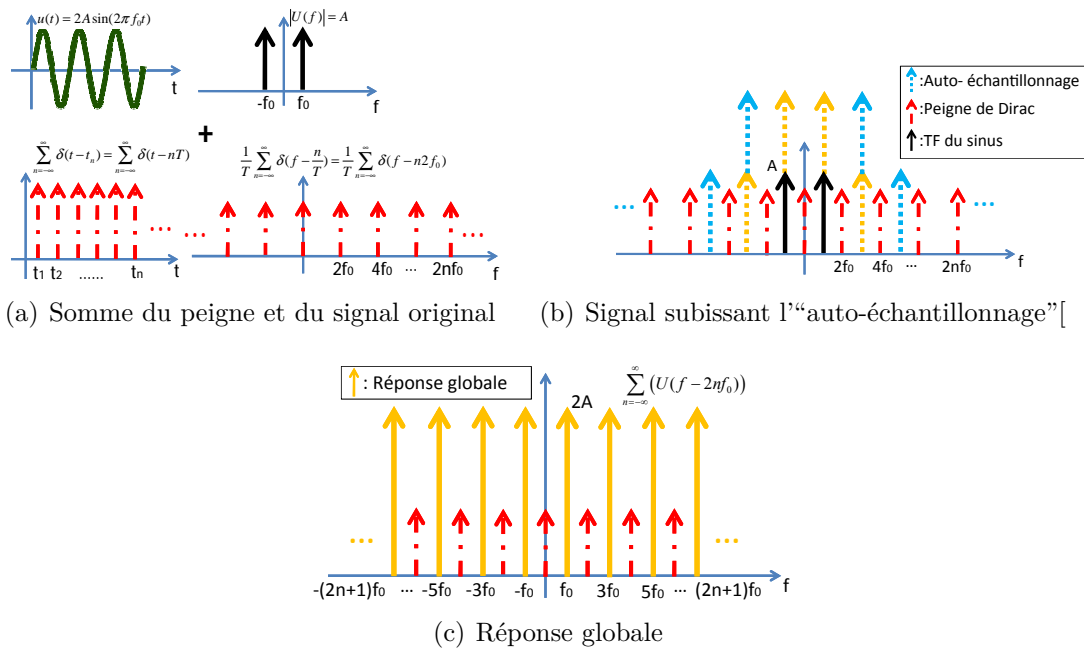 u(t) = 2A sin(2πf₀t)
t
|U(f)| = A
-f₀ f₀
f
+
∑_{n=-∞}^{∞} δ(t-t_n) = ∑_{n=-∞}^{∞} δ(t-nT)
t₁ t₂ ...... t_n t
...
1/T ∑_{n=-∞}^{∞} δ(f-n/T) = 1/T ∑_{n=-∞}^{∞} δ(f-n2f₀)
... ...
2f₀ 4f₀ ... 2nf₀ f
(a) Somme du peigne et du signal original
:Auto- échantillonnage
:Peigne de Dirac
:TF du sinus
A
... ...
2f₀ 4f₀ ... 2nf₀ f
(b) Signal subissant l'“auto-échantillonnage”[
: Réponse globale
∑_{n=-∞}^{∞} (U(f-2nf₀))
2A
... ...
-(2n+1)f₀ ... -5f₀ -3f₀ -f₀ f₀ 3f₀ 5f₀ ... (2n+1)f₀ f
(c) Réponse globale